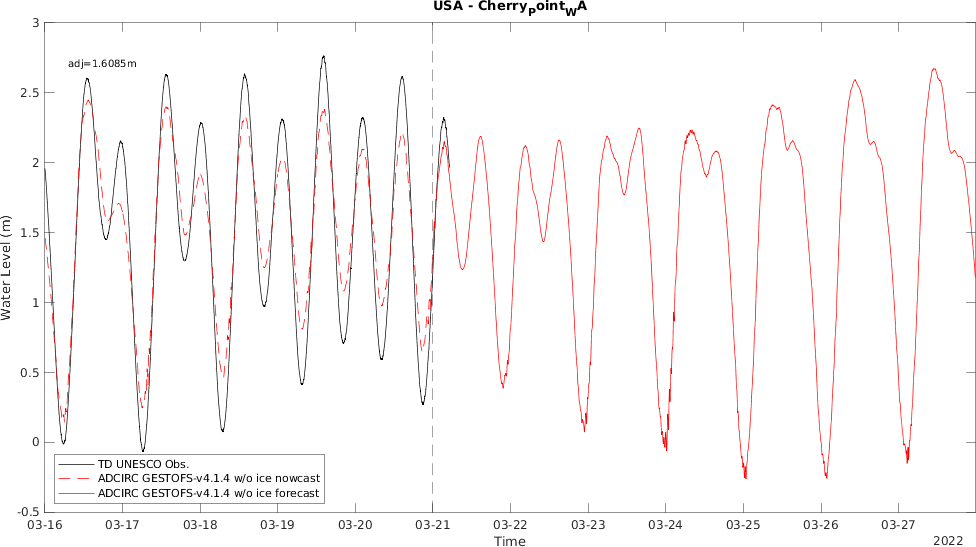 USA - CherryPointWA
3
adj=1.6085m
2.5
2
1.5
Water Level (m)
1
0.5
0
TD UNESCO Obs.
ADCIRC GESTOFS-v4.1.4 w/o ice nowcast
ADCIRC GESTOFS-v4.1.4 w/o ice forecast
-0.5
03-16 03-17 03-18 03-19 03-20 03-21 03-22 03-23 03-24 03-25 03-26 03-27
Time
2022